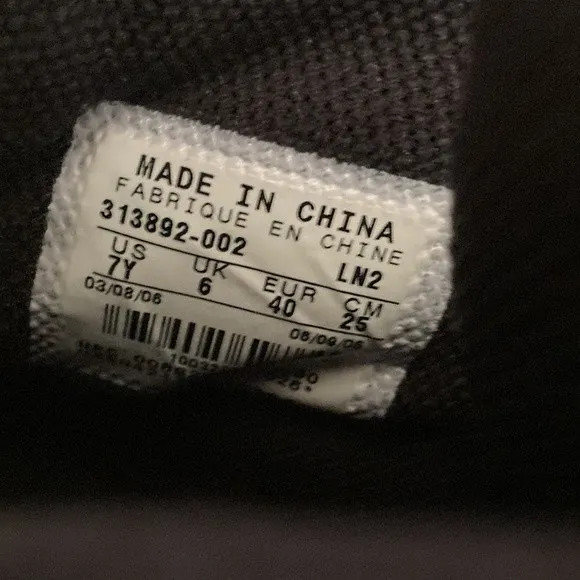 MADE IN CHINA
FABRIQUE EN CHINE
313892-002 LN2
US UK EUR CM
7Y 6 40 25
03/08/06 06/09/06